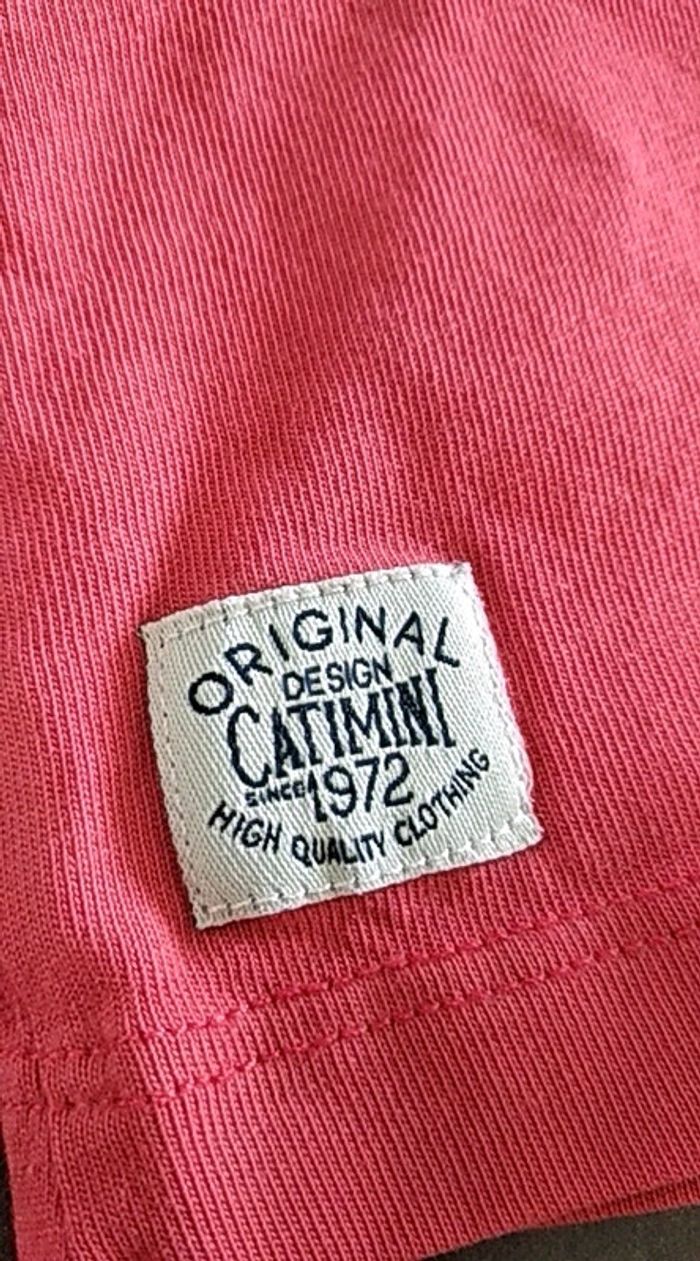 ORIGINAL
DESIGN
CATIMINI
SINCE 1972
HIGH QUALITY CLOTHING